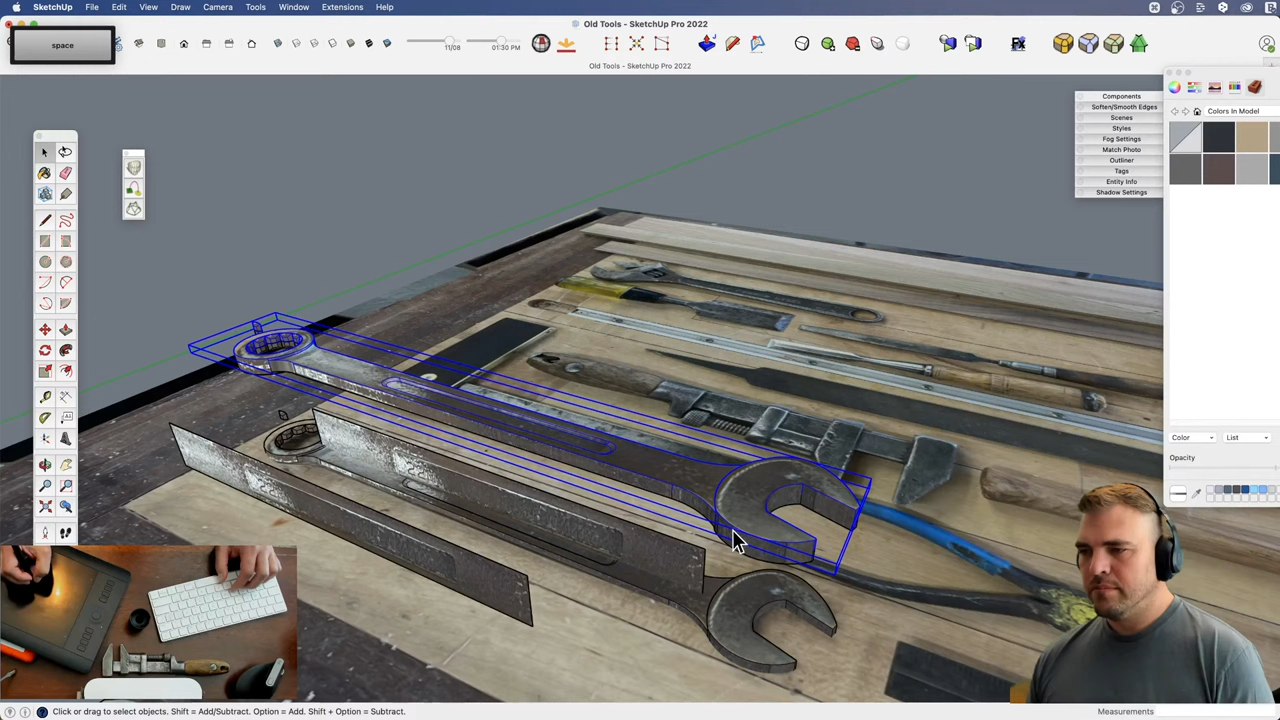 SketchUp File Edit View Draw Camera Tools Window Extensions Help
space
Old Tools - SketchUp Pro 2022
11/08 01:30 PM
Old Tools - SketchUp Pro 2022
Components
Soften/Smooth Edges
Scenes
Styles
Fog Settings
Match Photo
Outliner
Tags
Entity Info
Shadow Settings
Colors In Model
Color
List
Opacity
Click or drag to select objects. Shift = Add/Subtract. Option = Add. Shift + Option = Subtract.
Measurements